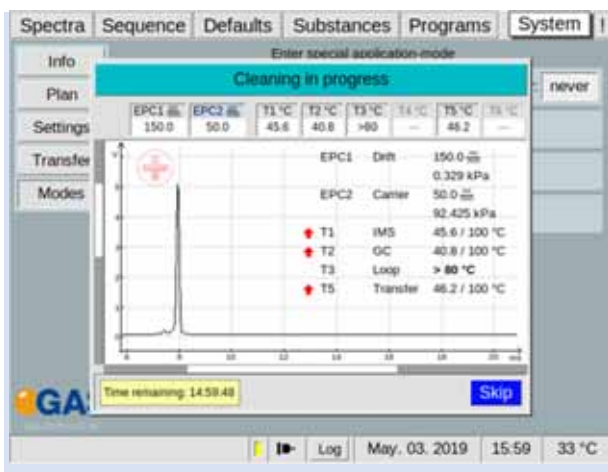 Spectra Sequence Defaults Substances Programs System
Info
Enter special application-mode
Plan
never
Settings
Transfer
Modes
Cleaning in progress
EPC1 EPC2 T1 °C T2 °C T3 °C T4 °C T5 °C
150.0 50.0 45.6 40.8 >80 --- 46.2 ---
V
EPC1 Drift 150.0
0.329 kPa
EPC2 Carrier 50.0
92.425 kPa
T1 IMS 45.6 / 100 °C
T2 GC 40.8 / 100 °C
T3 Loop > 80 °C
T5 Transfer 46.2 / 100 °C
Time remaining: 14:59:48
Skip
GA
Log May. 03. 2019 15:59 33 °C